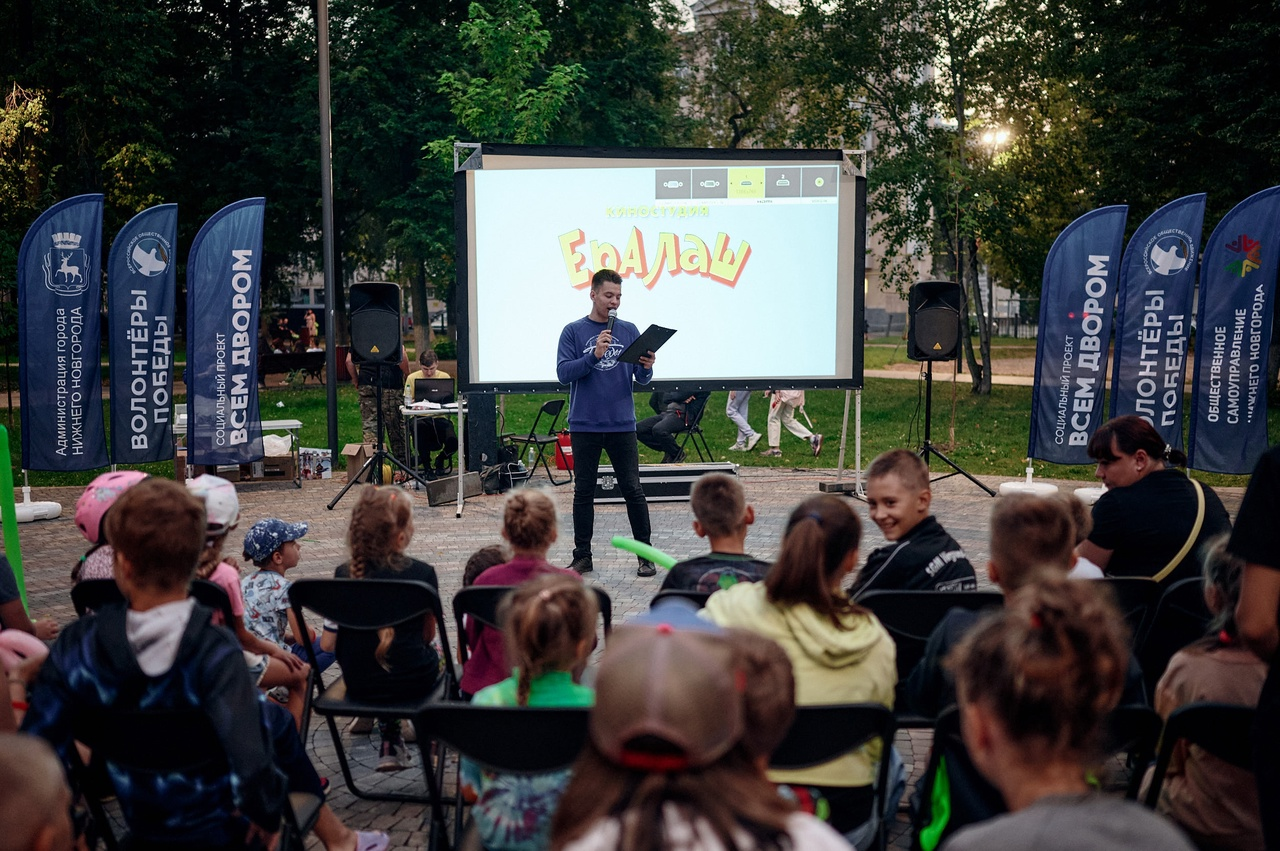 Администрация города
НИЖНЕГО НОВГОРОДА
ВОЛОНТЁРЫ
ПОБЕДЫ
СОЦИАЛЬНЫЙ ПРОЕКТ
ВСЕМ ДВОРОМ
КИНОСТУДИЯ
ЕРАЛАШ
СОЦИАЛЬНЫЙ ПРОЕКТ
ВСЕМ ДВОРОМ
ВОЛОНТЁРЫ
ПОБЕДЫ
ОБЩЕСТВЕННОЕ
САМОУПРАВЛЕНИЕ
НИЖНЕГО НОВГОРОДА